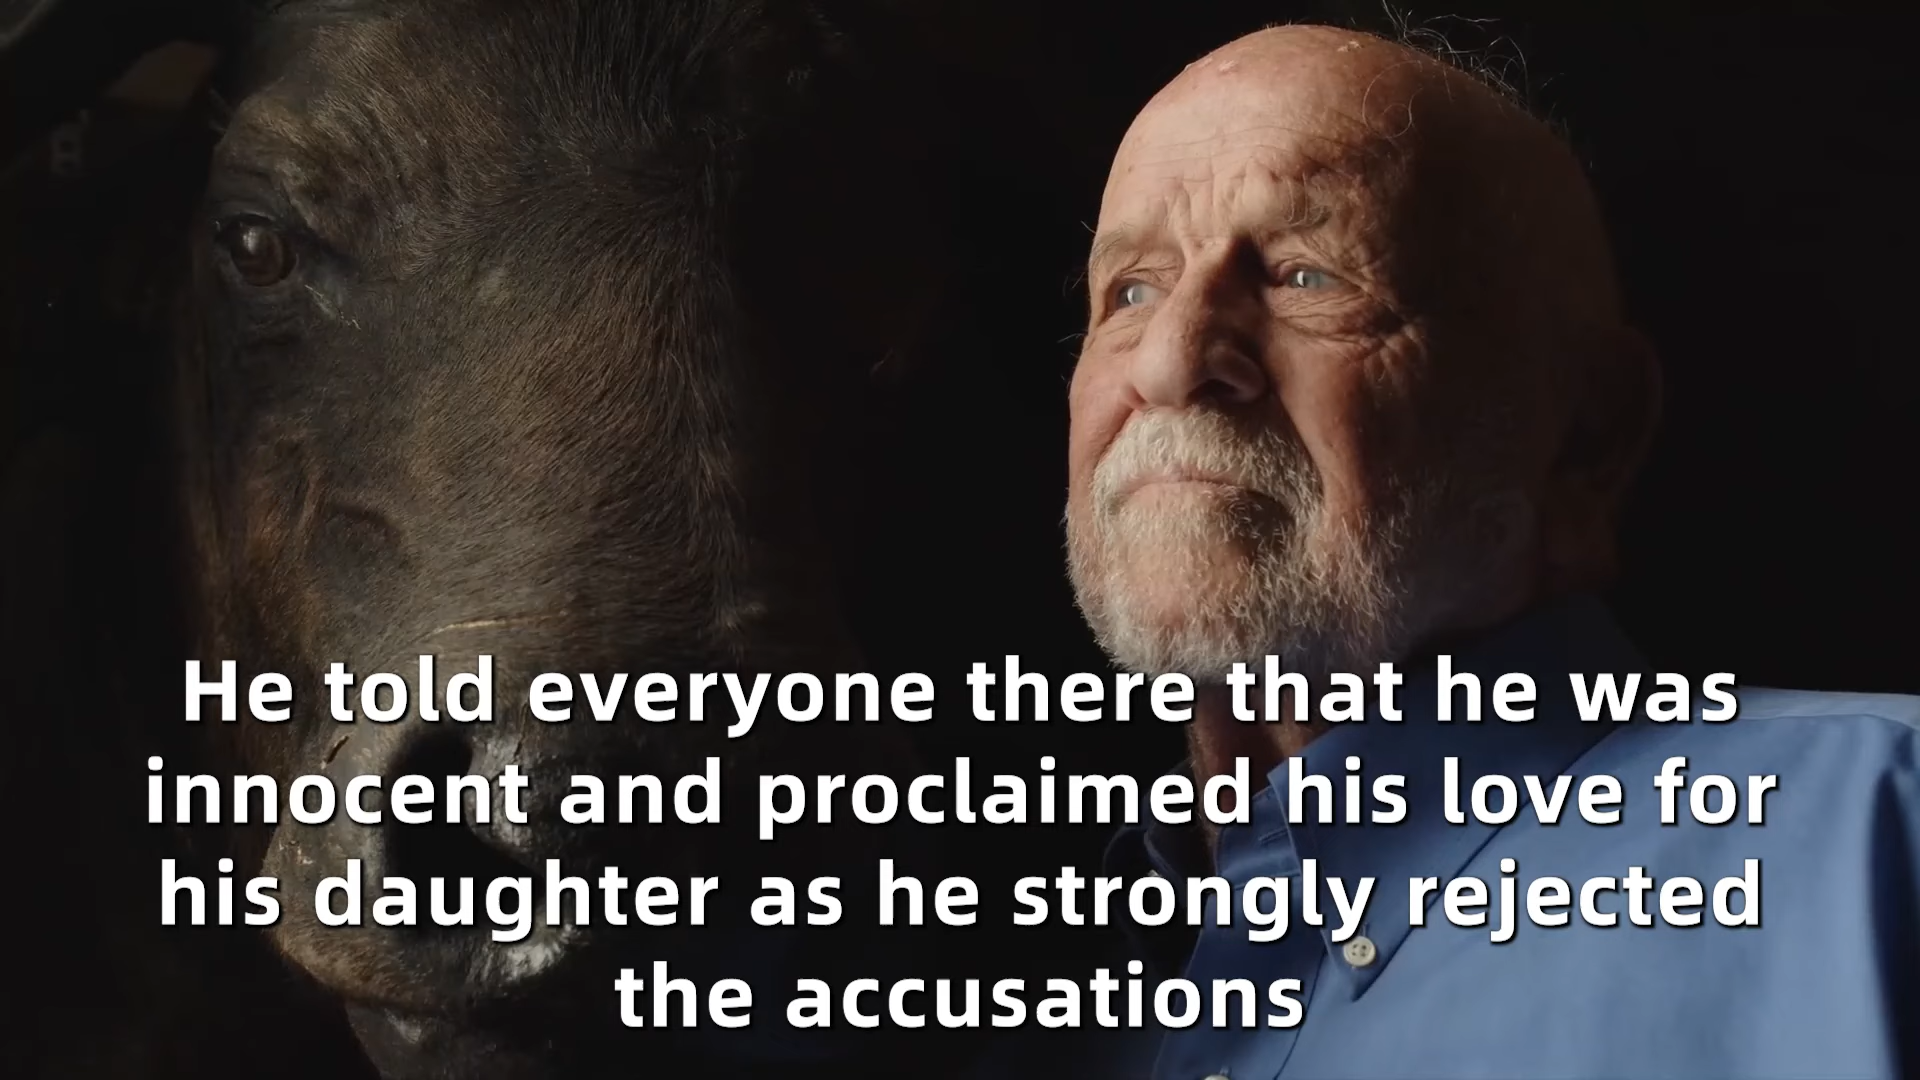 He told everyone there that he was
innocent and proclaimed his love for
his daughter as he strongly rejected
the accusations